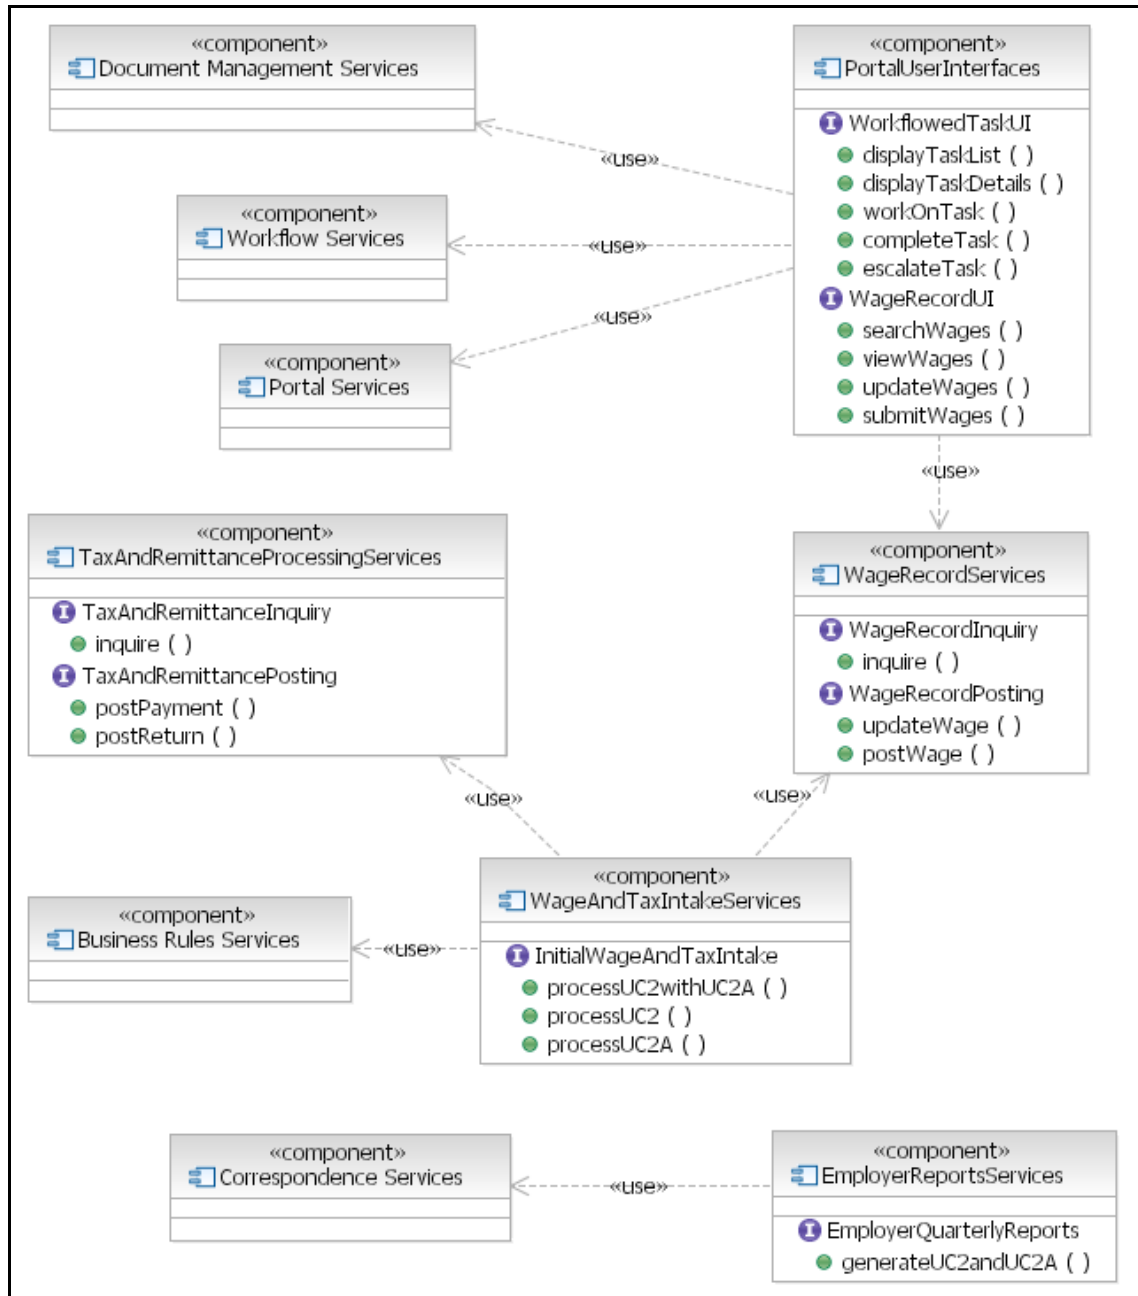 «component»
Document Management Services
«component»
PortalUserInterfaces
WorkflowedTaskUI
displayTaskList ( )
displayTaskDetails ( )
workOnTask ( )
completeTask ( )
escalateTask ( )
WageRecordUI
searchWages ( )
viewWages ( )
updateWages ( )
submitWages ( )
«use»
«component»
Workflow Services
«use»
«use»
«component»
Portal Services
«use»
«component»
TaxAndRemittanceProcessingServices
TaxAndRemittanceInquiry
inquire ( )
TaxAndRemittancePosting
postPayment ( )
postReturn ( )
«component»
WageRecordServices
WageRecordInquiry
inquire ( )
WageRecordPosting
updateWage ( )
postWage ( )
«use»
«use»
«component»
WageAndTaxIntakeServices
InitialWageAndTaxIntake
processUC2withUC2A ( )
processUC2 ( )
processUC2A ( )
«component»
Business Rules Services
«use»
«component»
Correspondence Services
«use»
«component»
EmployerReportsServices
EmployerQuarterlyReports
generateUC2andUC2A ( )